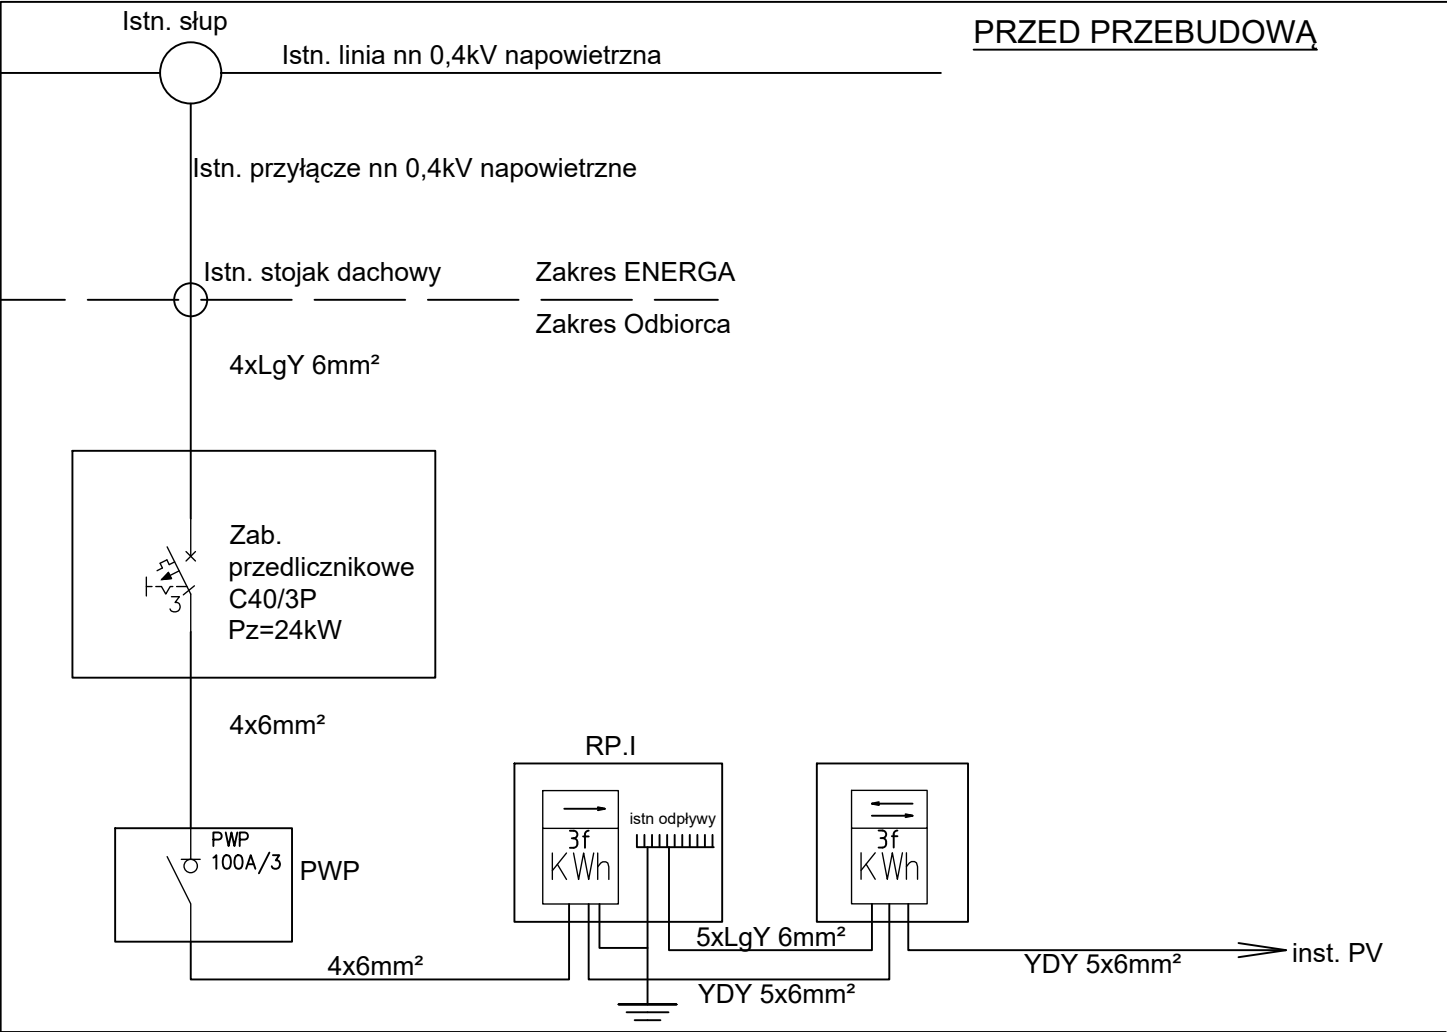 Istn. słup
PRZED PRZEBUDOWĄ
Istn. linia nn 0,4kV napowietrzna
Istn. przyłącze nn 0,4kV napowietrzne
Istn. stojak dachowy
Zakres ENERGA
Zakres Odbiorca
4xLgY 6mm²
Zab.
przedlicznikowe
C40/3P
Pz=24kW
3
4x6mm²
RP.I
istn odpływy
PWP
100A/3
PWP
3f
KWh
3f
KWh
5xLgY 6mm²
4x6mm²
YDY 5x6mm²
YDY 5x6mm²
inst. PV